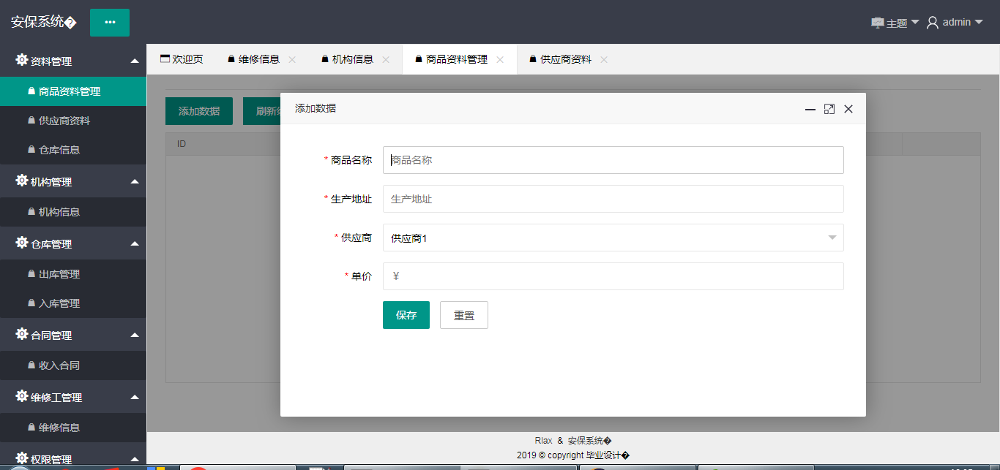 安保系统�
•••
主题
admin
资料管理
商品资料管理
供应商资料
仓库信息
机构管理
机构信息
仓库管理
出库管理
入库管理
合同管理
收入合同
维修工管理
维修信息
权限管理
欢迎页
维修信息
机构信息
商品资料管理
供应商资料
添加数据
刷新
ID
添加数据
* 商品名称
商品名称
* 生产地址
生产地址
* 供应商
供应商1
* 单价
¥
保存
重置
Rlax & 安保系统�
2019 © copyright 毕业设计�